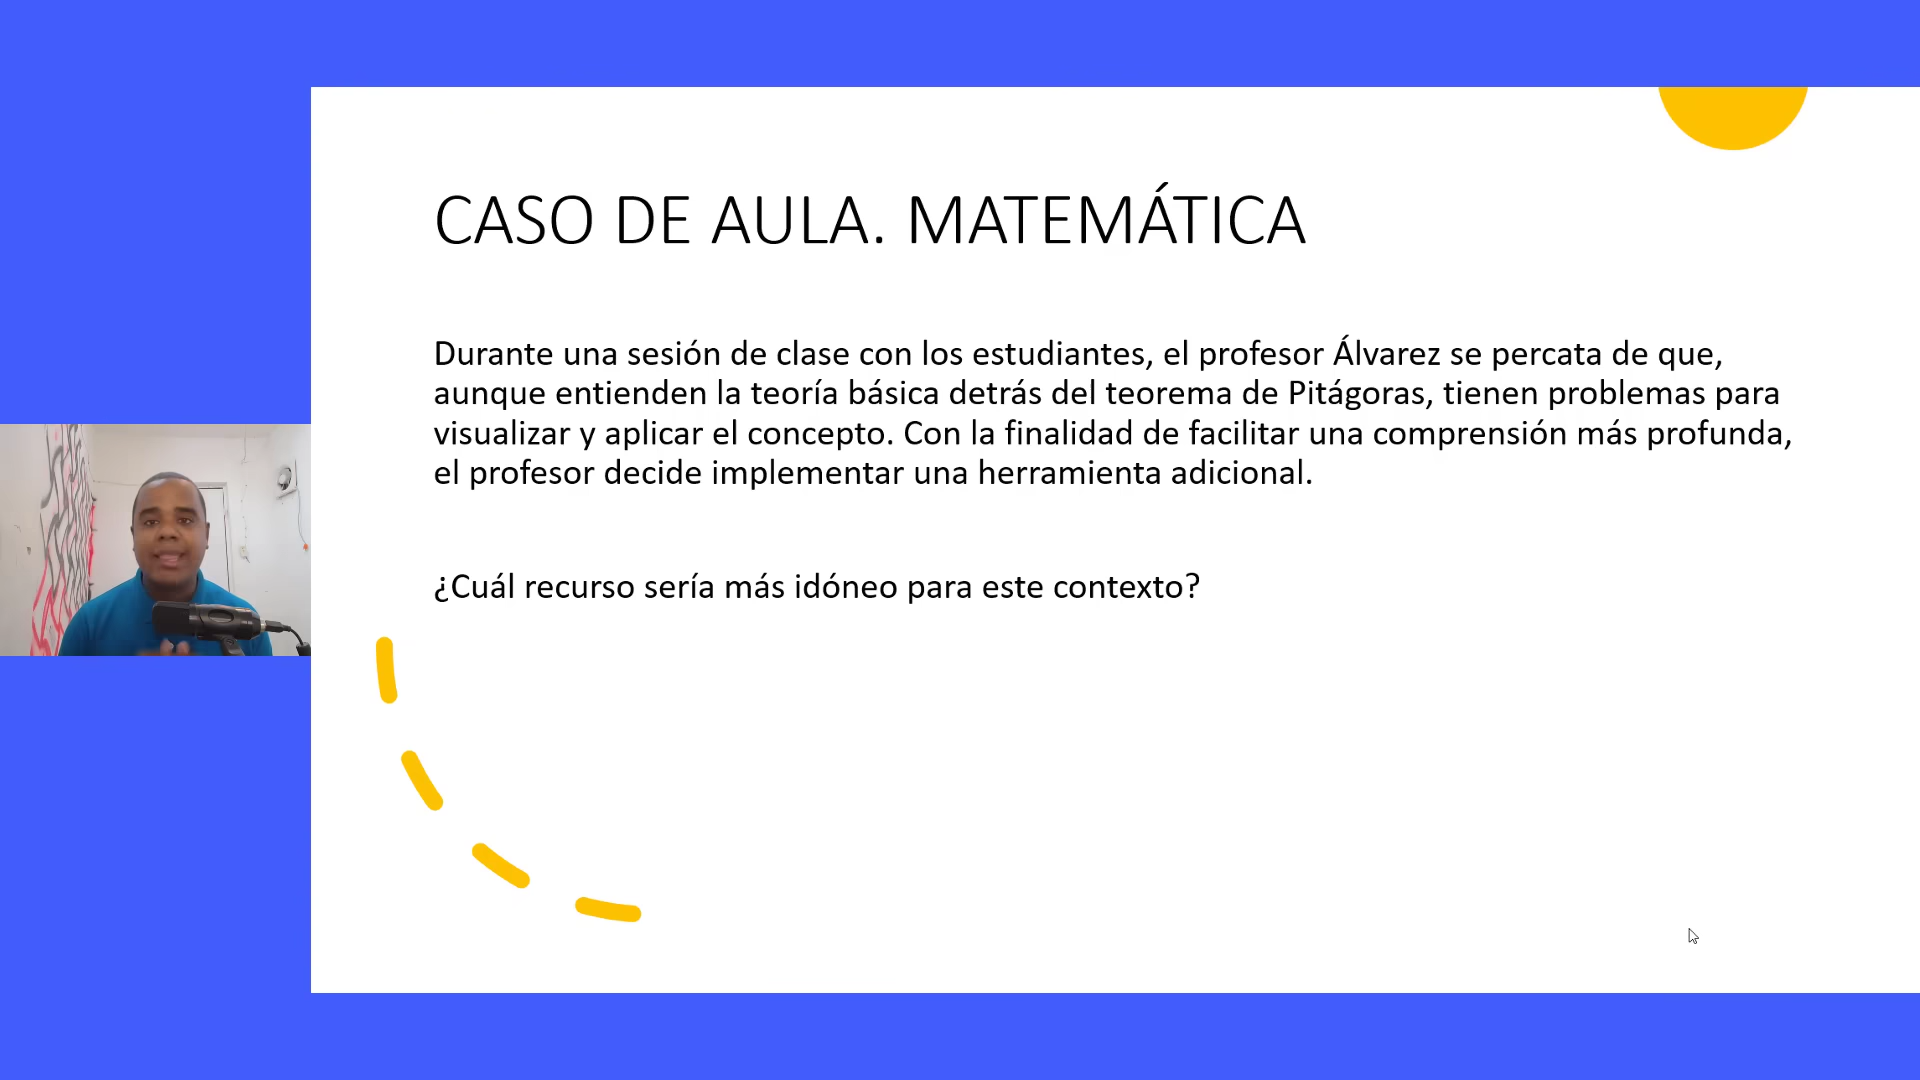 CASO DE AULA. MATEMÁTICA
Durante una sesión de clase con los estudiantes, el profesor Álvarez se percata de que,
aunque entienden la teoría básica detrás del teorema de Pitágoras, tienen problemas para
visualizar y aplicar el concepto. Con la finalidad de facilitar una comprensión más profunda,
el profesor decide implementar una herramienta adicional.
¿Cuál recurso sería más idóneo para este contexto?